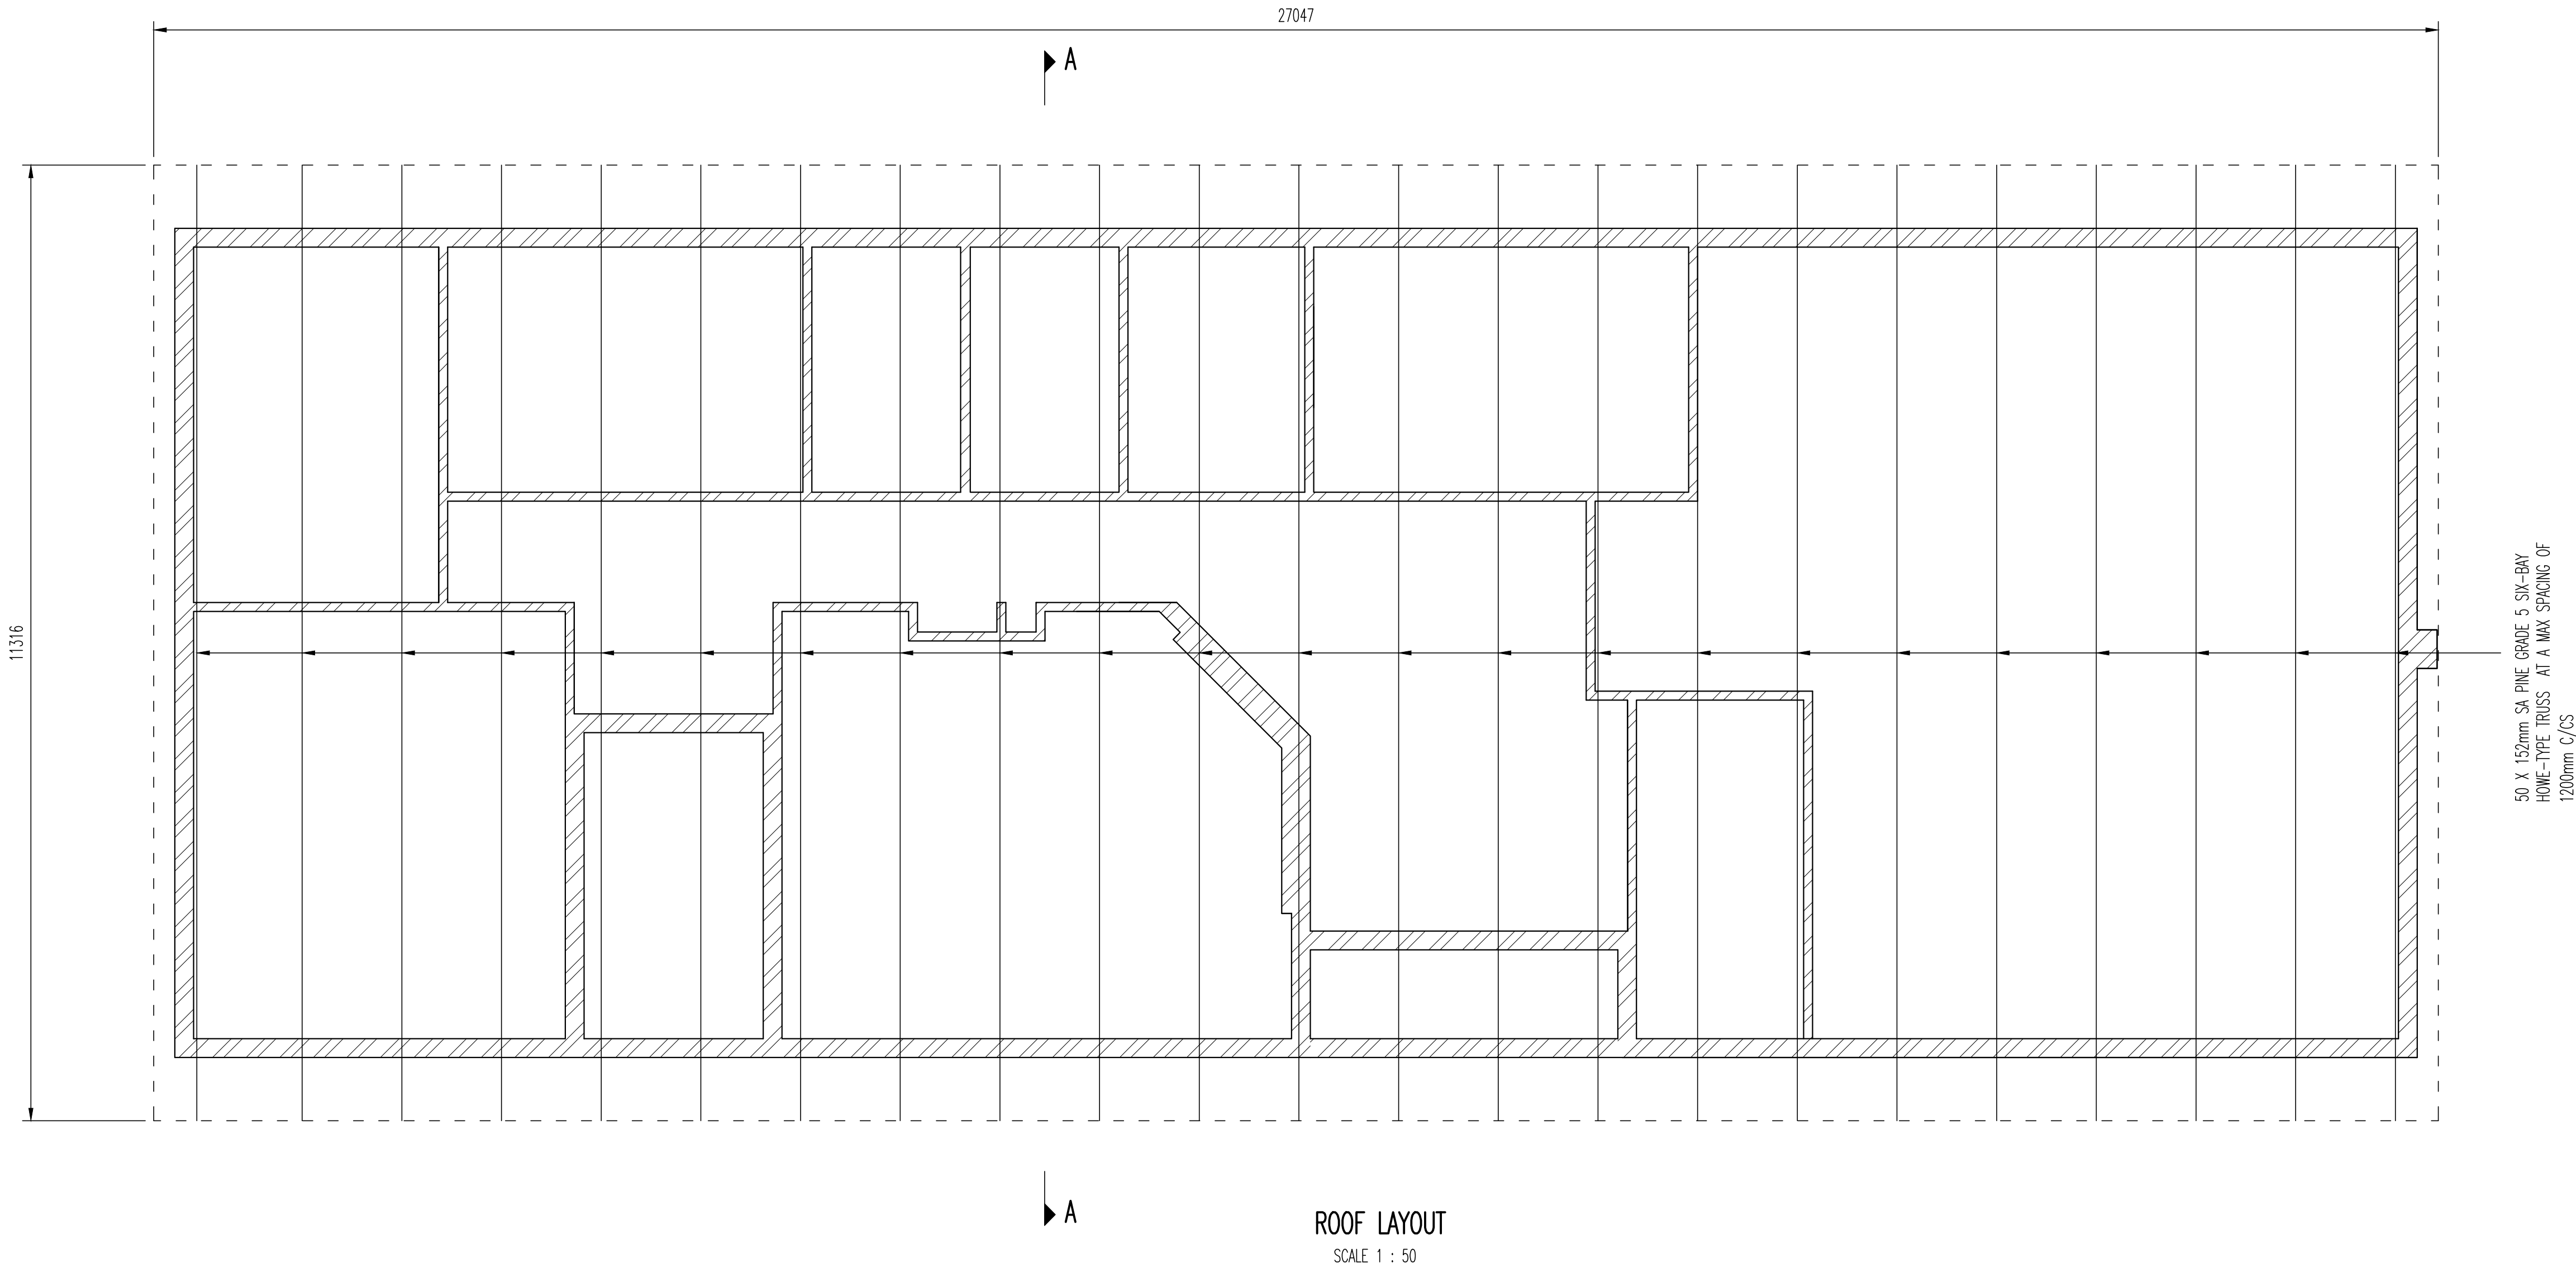 27047
A
11316
50 X 152mm SA PINE GRADE 5 SIX-BAY
HOWE-TYPE TRUSS AT A MAX SPACING OF
1200mm C/CS
A
ROOF LAYOUT
SCALE 1 : 50